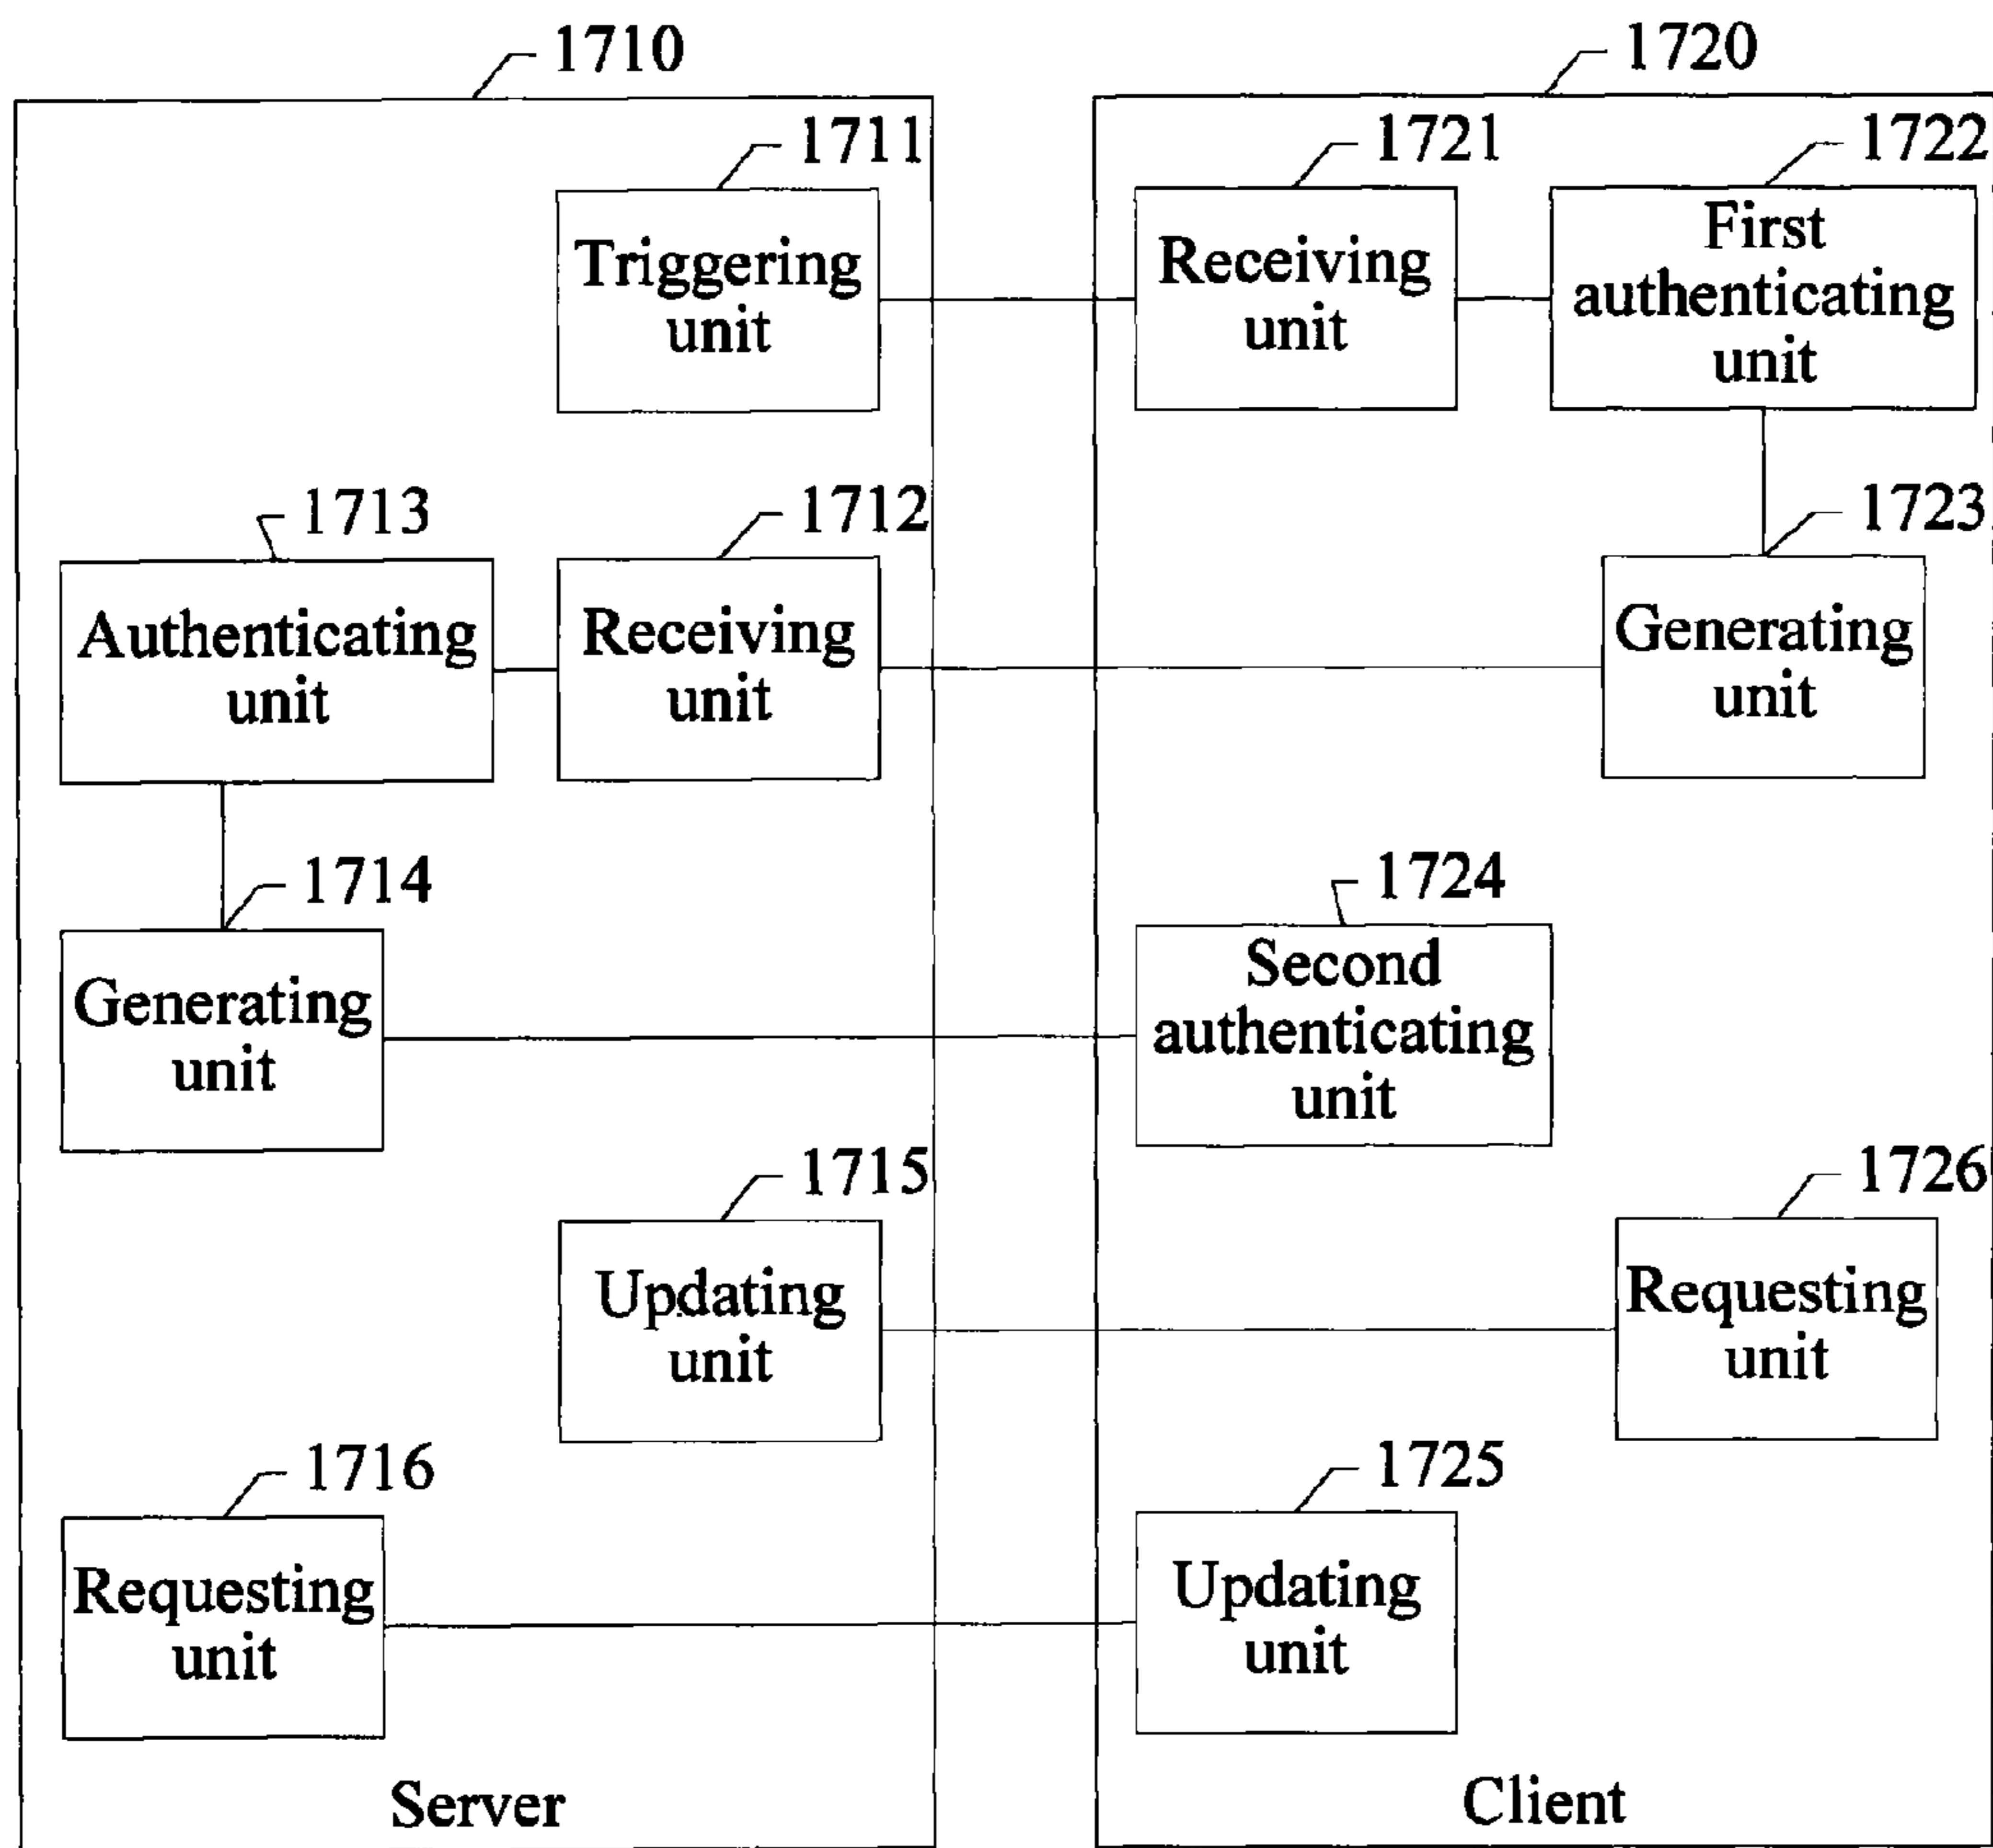 1710
1720
1711
1721
1722
Triggering
unit
Receiving
unit
First
authenticating
unit
1713
1712
1723
Authenticating
unit
Receiving
unit
Generating
unit
1714
1724
Generating
unit
Second
authenticating
unit
1715
1726
Updating
unit
Requesting
unit
1716
1725
Requesting
unit
Updating
unit
Server
Client